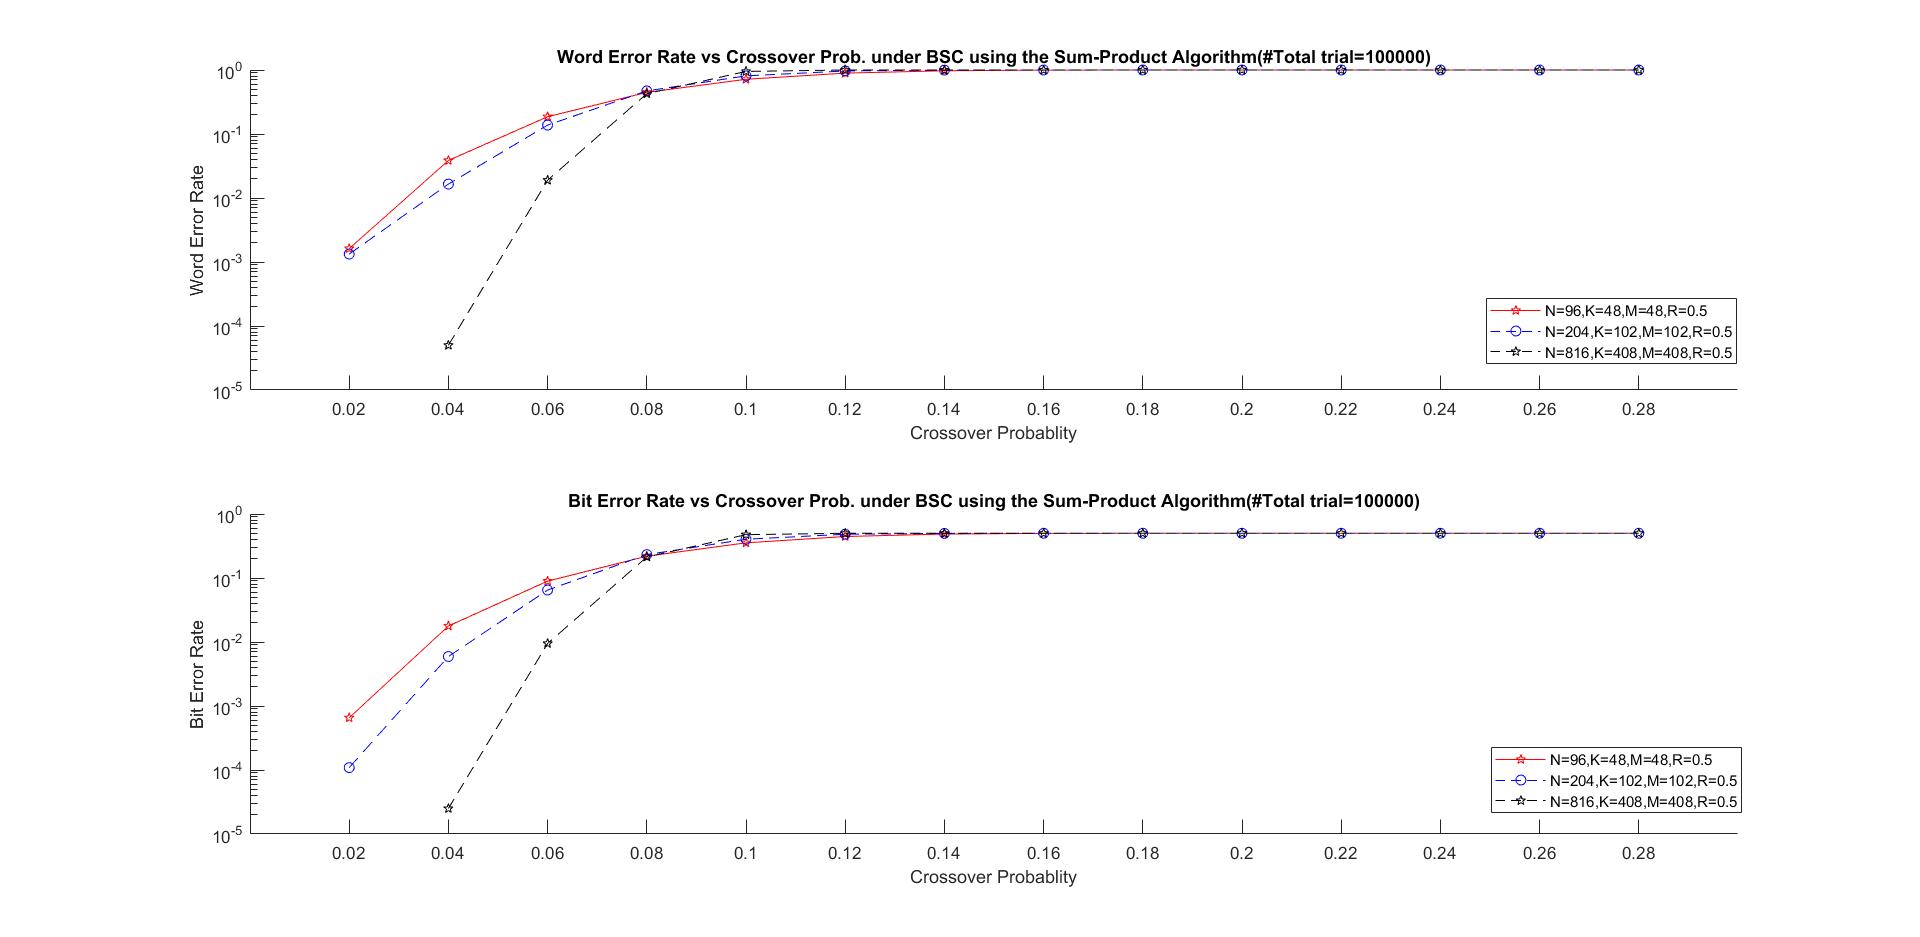 Word Error Rate vs Crossover Prob. under BSC using the Sum-Product Algorithm(#Total trial=100000)
10^0
10^-1
10^-2
10^-3
10^-4
10^-5
Word Error Rate
N=96,K=48,M=48,R=0.5
N=204,K=102,M=102,R=0.5
N=816,K=408,M=408,R=0.5
0.02 0.04 0.06 0.08 0.1 0.12 0.14 0.16 0.18 0.2 0.22 0.24 0.26 0.28
Crossover Probablity
Bit Error Rate vs Crossover Prob. under BSC using the Sum-Product Algorithm(#Total trial=100000)
10^0
10^-1
10^-2
10^-3
10^-4
10^-5
Bit Error Rate
N=96,K=48,M=48,R=0.5
N=204,K=102,M=102,R=0.5
N=816,K=408,M=408,R=0.5
0.02 0.04 0.06 0.08 0.1 0.12 0.14 0.16 0.18 0.2 0.22 0.24 0.26 0.28
Crossover Probablity